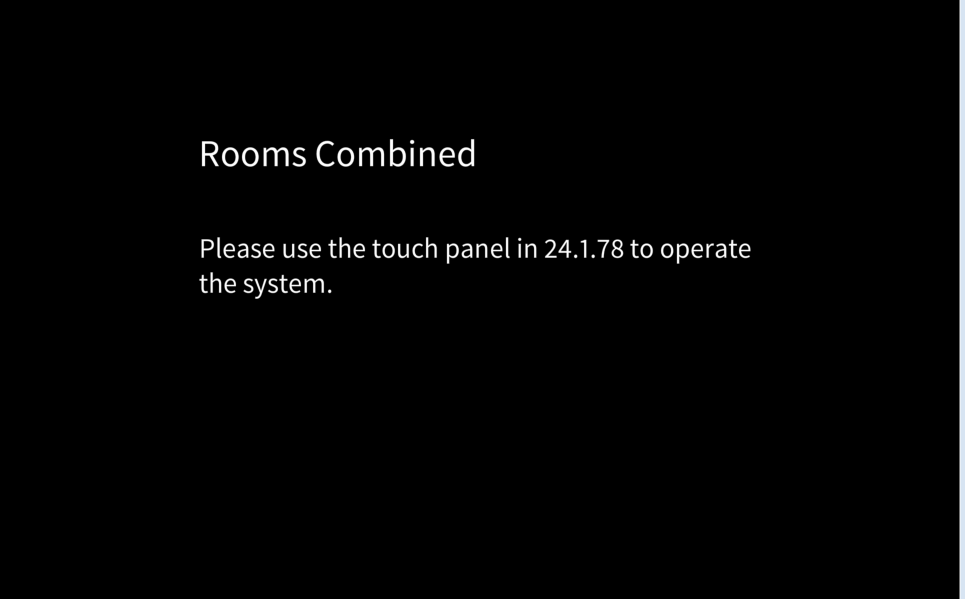 Rooms Combined
Please use the touch panel in 24.1.78 to operate
the system.